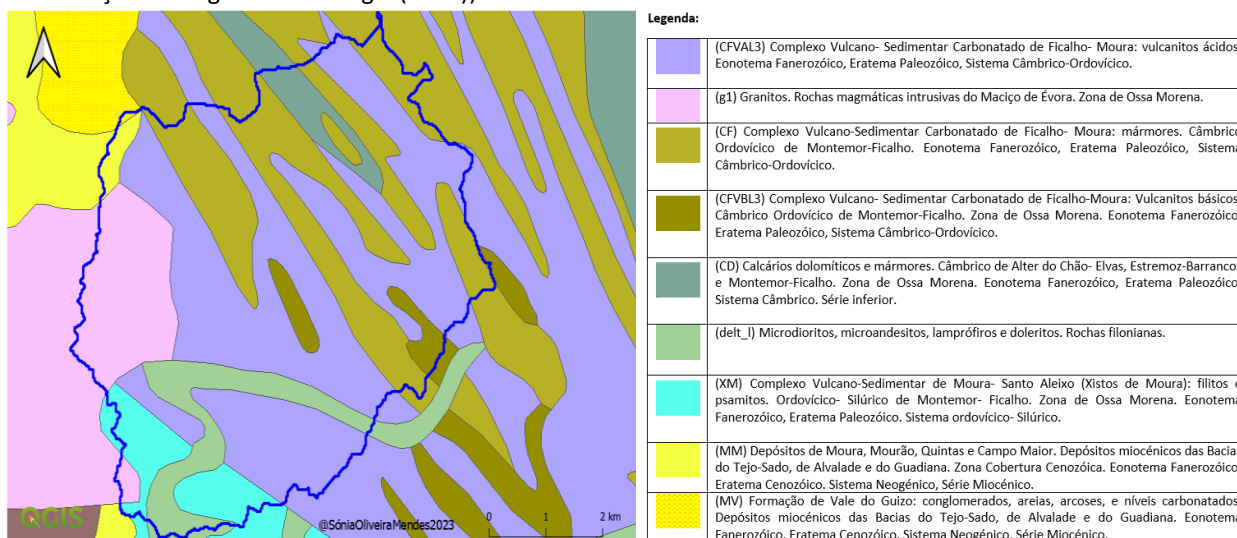 Legenda:
(CFVAL3) Complexo Vulcano- Sedimentar Carbonatado de Ficalho- Moura: vulcanitos ácidos
Eonotema Fanerozóico, Eratema Paleozóico, Sistema Câmbrico-Ordovícico.
(g1) Granitos. Rochas magmáticas intrusivas do Maciço de Évora. Zona de Ossa Morena.
(CF) Complexo Vulcano-Sedimentar Carbonatado de Ficalho- Moura: mármores. Câmbrico
Ordovícico de Montemor-Ficalho. Eonotema Fanerozóico, Eratema Paleozóico, Sistema
Câmbrico-Ordovícico.
(CFVBL3) Complexo Vulcano- Sedimentar Carbonatado de Ficalho-Moura: Vulcanitos básicos
Câmbrico Ordovícico de Montemor-Ficalho. Zona de Ossa Morena. Eonotema Fanerozóico
Eratema Paleozóico, Sistema Câmbrico-Ordovícico.
(CD) Calcários dolomíticos e mármores. Câmbrico de Alter do Chão- Elvas, Estremoz-Barranco
e Montemor-Ficalho. Zona de Ossa Morena. Eonotema Fanerozóico, Eratema Paleozóico
Sistema Câmbrico. Série inferior.
(delt_l) Microdioritos, microandesitos, lamprófiros e doleritos. Rochas filonianas.
(XM) Complexo Vulcano-Sedimentar de Moura- Santo Aleixo (Xistos de Moura): filitos e
psamitos. Ordovícico- Silúrico de Montemor- Ficalho. Zona de Ossa Morena. Eonotema
Fanerozóico, Eratema Paleozóico. Sistema ordovícico- Silúrico.
(MM) Depósitos de Moura, Mourão, Quintas e Campo Maior. Depósitos miocénicos das Bacias
do Tejo-Sado, de Alvalade e do Guadiana. Zona Cobertura Cenozóica. Eonotema Fanerozóico
Eratema Cenozóico. Sistema Neogénico, Série Miocénico.
(MV) Formação de Vale do Guizo: conglomerados, areias, arcoses, e níveis carbonatados
Depósitos miocénicos das Bacias do Tejo-Sado, de Alvalade e do Guadiana. Eonotema
Fanerozóico, Eratema Cenozóico, Sistema Neogénico, Série Miocénico.
QGIS
@SóniaOliveiraMendes2023
0 1 2 km